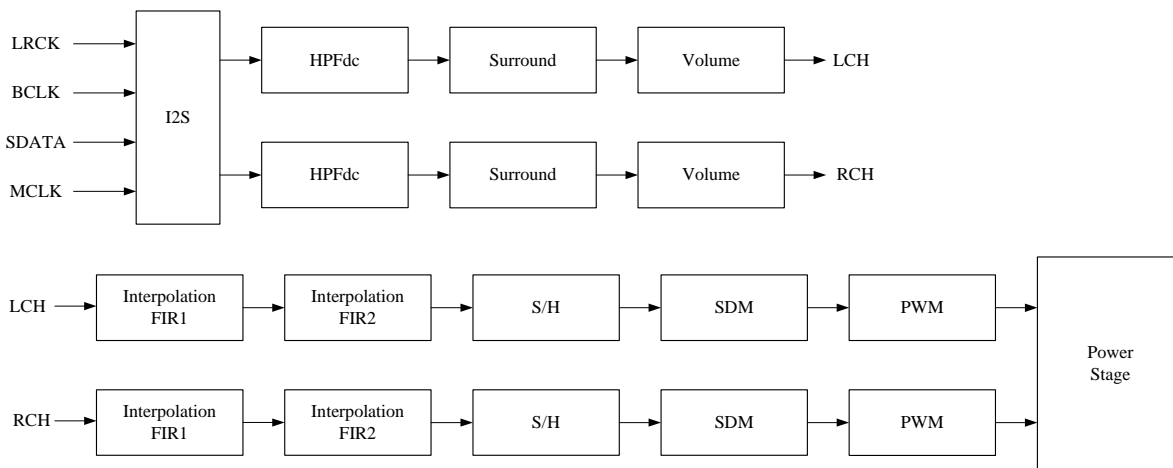 LRCK
BCLK
SDATA
MCLK
I2S
HPFdc
Surround
Volume
LCH
HPFdc
Surround
Volume
RCH
LCH
Interpolation
FIR1
Interpolation
FIR2
S/H
SDM
PWM
RCH
Interpolation
FIR1
Interpolation
FIR2
S/H
SDM
PWM
Power
Stage